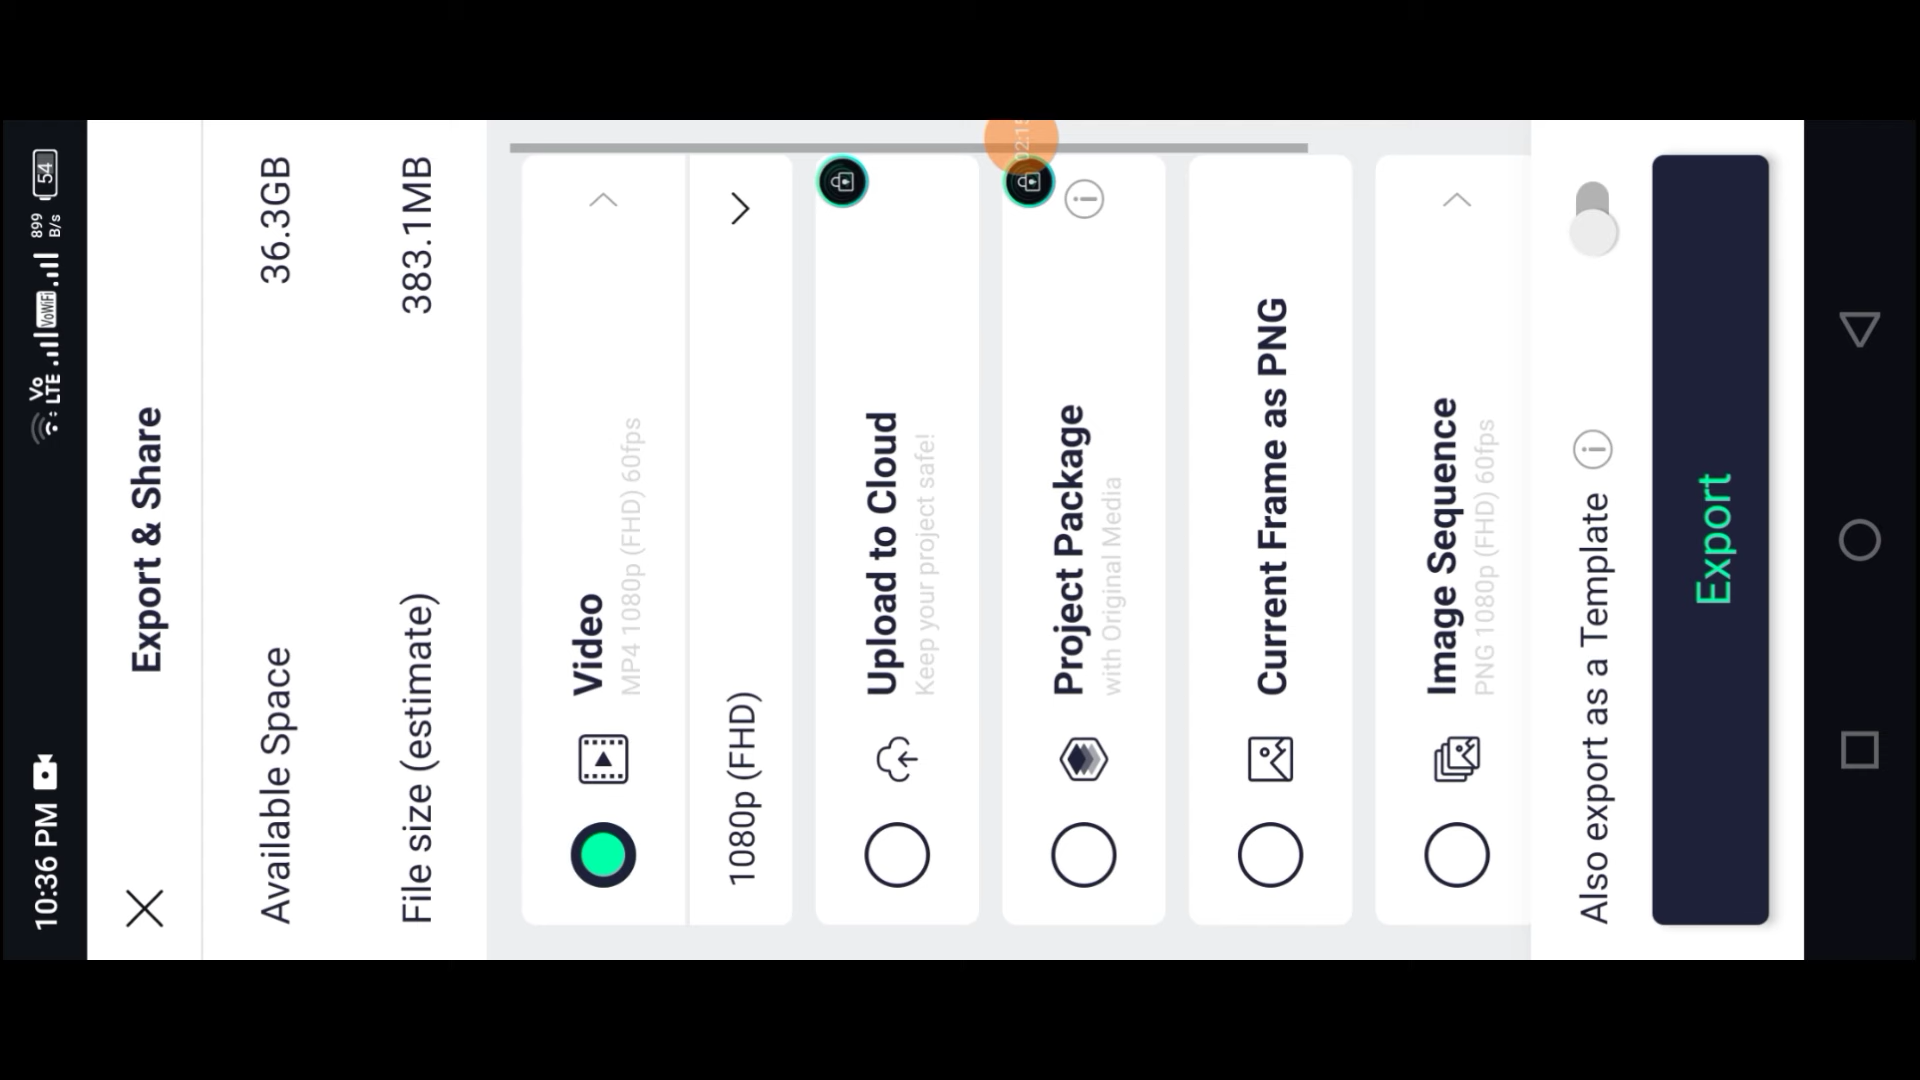 10:36 PM
Vo
LTE
VoWiFi
899
B/s
54
Export & Share
Available Space 36.3GB
File size (estimate) 383.1MB
Video
MP4 1080p (FHD) 60fps
1080p (FHD)
Upload to Cloud
Keep your project safe!
Project Package
with Original Media
Current Frame as PNG
Image Sequence
PNG 1080p (FHD) 60fps
Also export as a Template
Export